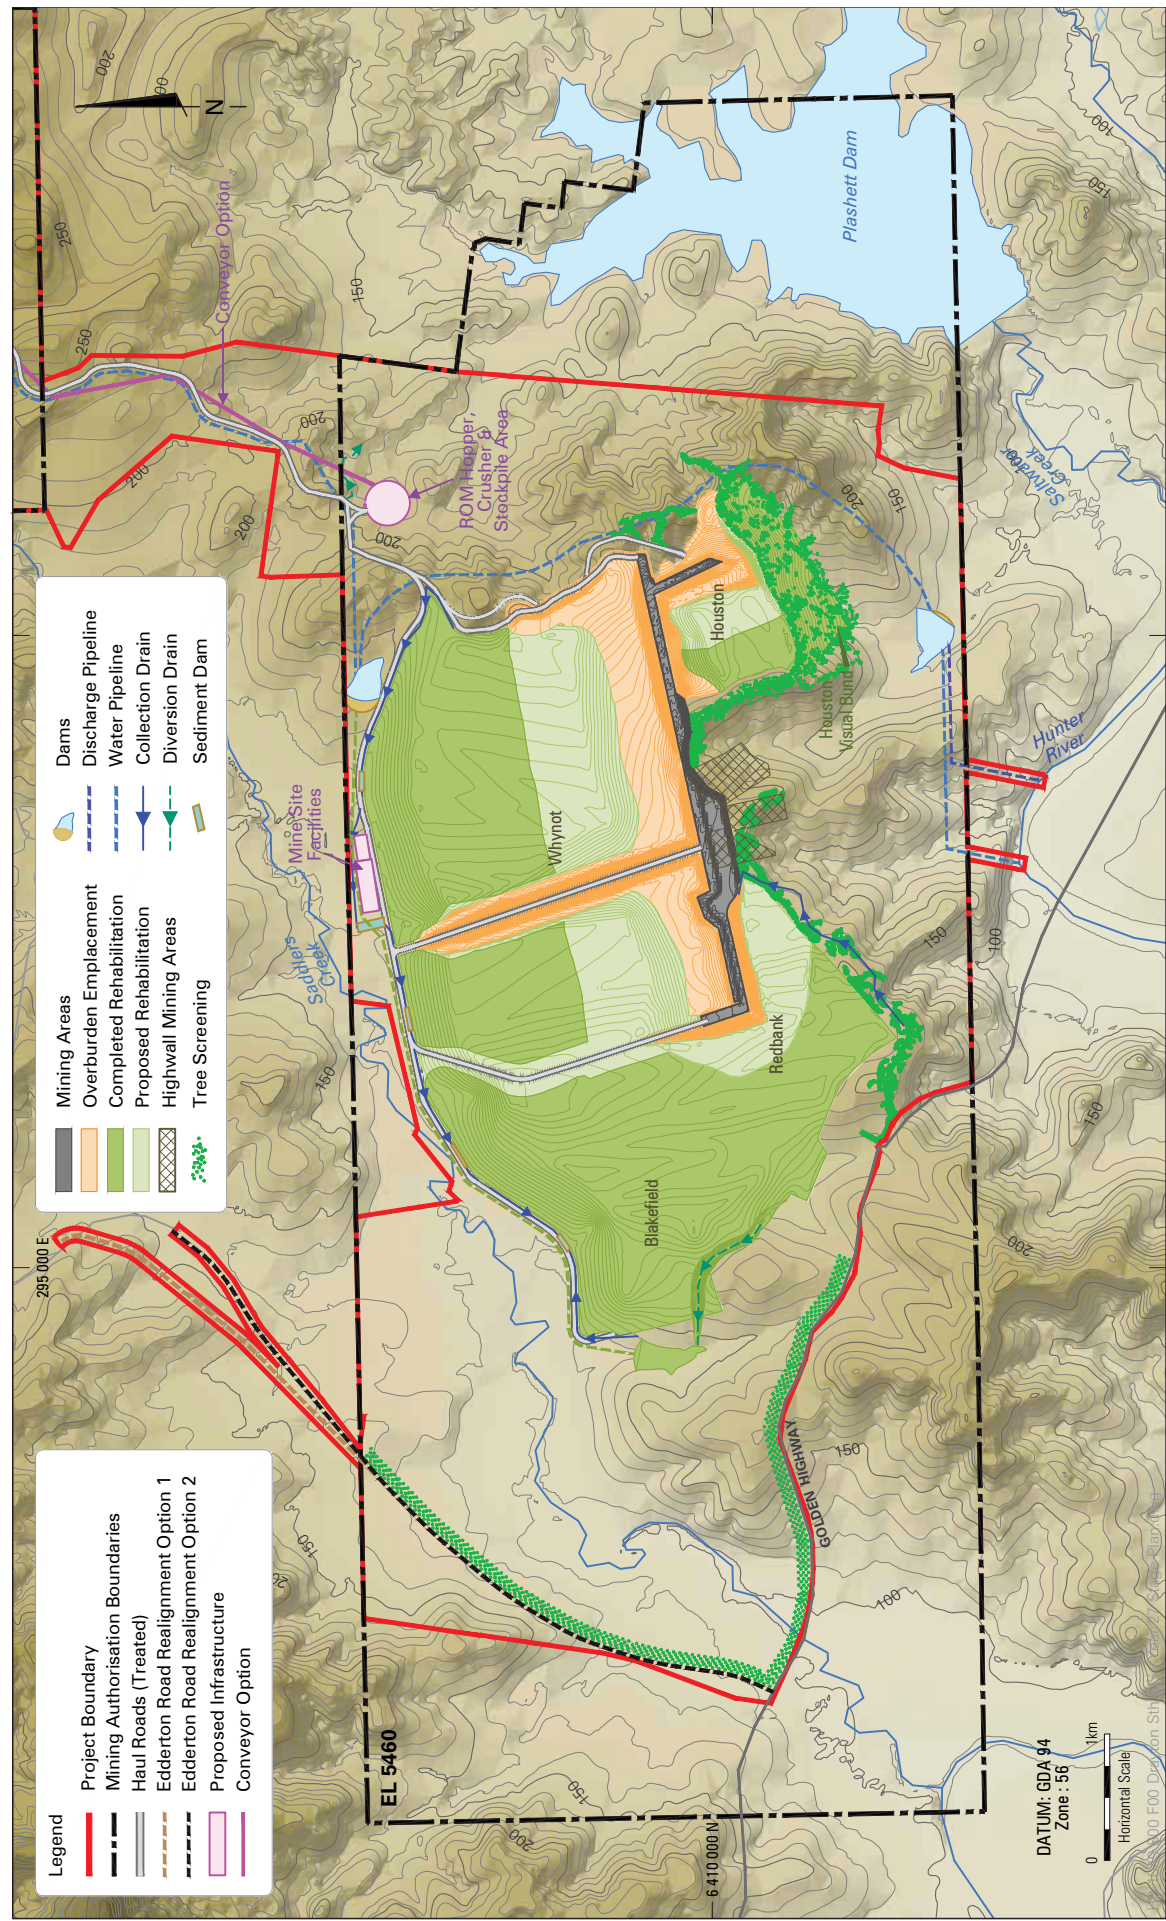 Legend
Project Boundary
Mining Authorisation Boundaries
Haul Roads (Treated)
Edderton Road Realignment Option 1
Edderton Road Realignment Option 2
Proposed Infrastructure
Conveyor Option
Mining Areas
Overburden Emplacement
Completed Rehabilitation
Proposed Rehabilitation
Highwall Mining Areas
Tree Screening
Dams
Discharge Pipeline
Water Pipeline
Collection Drain
Diversion Drain
Sediment Dam
295 000 E
6 410 000 N
EL 5460
N
Conveyor Option
ROM Hopper,
Crusher &
Stockpile Area
Mine Site
Facilities
Saddlers
Creek
Whynot
Blakefield
Redbank
Houston
Houston
Visual Bund
Plashett Dam
Saltwater
Creek
Hunter
River
GOLDEN HIGHWAY
200
250
250
150
200
200
200
200
200
150
150
100
150
100
150
100
150
200
150
100
150
200
150
DATUM: GDA 94
Zone : 56
0
1km
Horizontal Scale